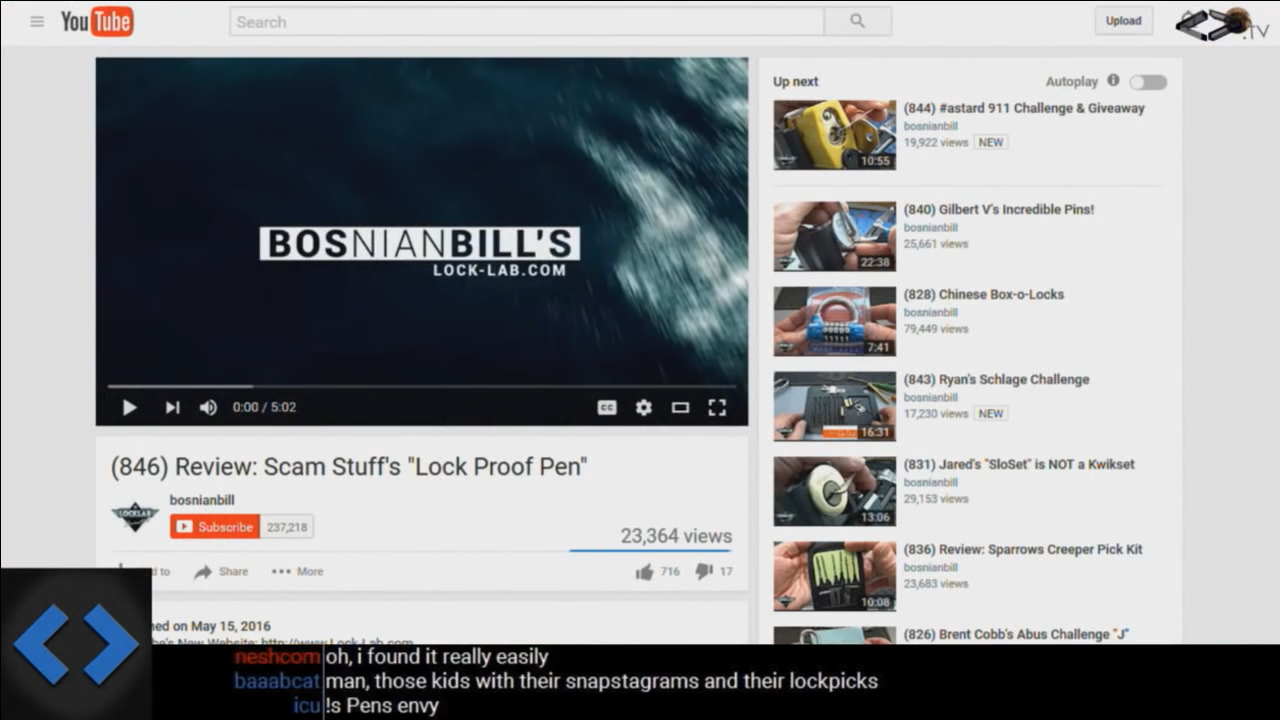 YouTube
Search
Upload
.TV
BOSNIANBILL'S
LOCK-LAB.COM
0:00 / 5:02
CC
(846) Review: Scam Stuff's "Lock Proof Pen"
LOCKLAB
bosnianbill
Subscribe 237,218
23,364 views
d to Share More
716 17
ed on May 15, 2016
New Website: http://www.Lock-Lab.com
Up next
Autoplay
(844) #astard 911 Challenge & Giveaway
bosnianbill
19,922 views NEW
10:55
(840) Gilbert V's Incredible Pins!
bosnianbill
25,661 views
22:38
(828) Chinese Box-o-Locks
bosnianbill
79,449 views
7:41
(843) Ryan's Schlage Challenge
bosnianbill
17,230 views NEW
16:31
(831) Jared's "SloSet" is NOT a Kwikset
bosnianbill
29,153 views
13:06
(836) Review: Sparrows Creeper Pick Kit
bosnianbill
23,683 views
10:08
(826) Brent Cobb's Abus Challenge "J"
neshcom oh, i found it really easily
baaabcat man, those kids with their snapstagrams and their lockpicks
icu !s Pens envy